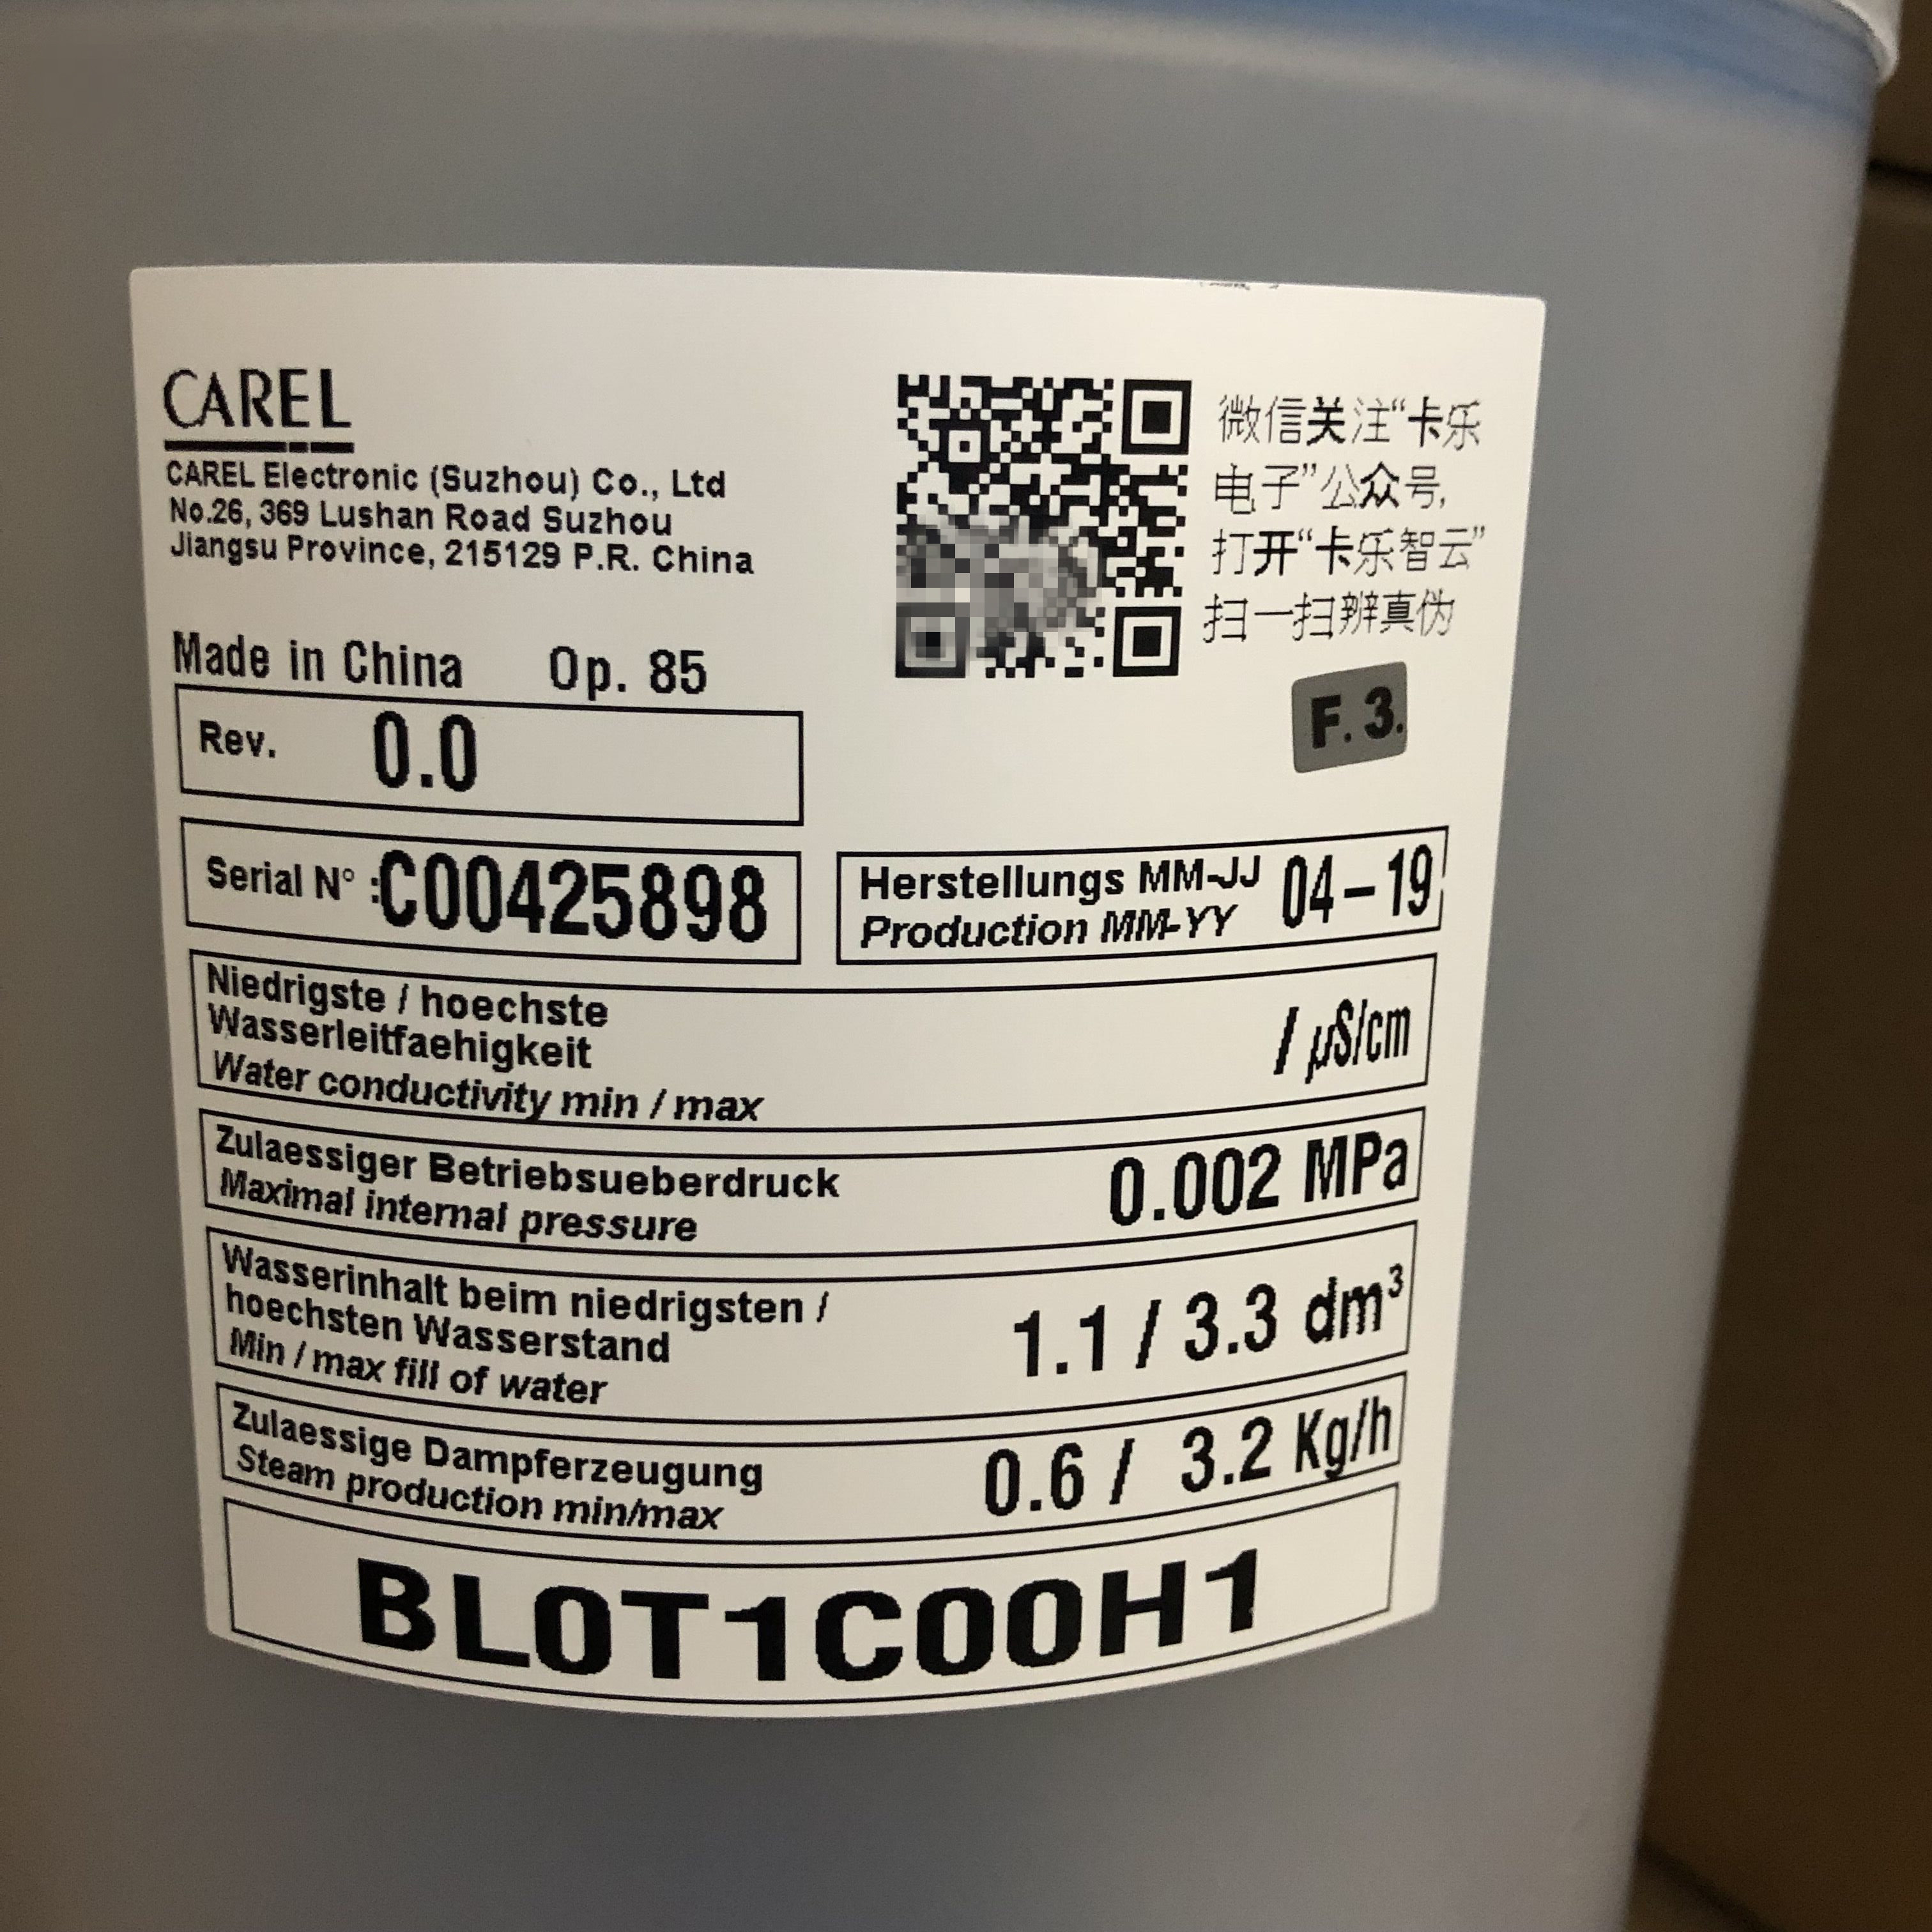 CAREL
CAREL Electronic (Suzhou) Co., Ltd
No.26, 369 Lushan Road Suzhou
Jiangsu Province, 215129 P.R. China
微信关注“卡乐
电子”公众号,
打开“卡乐智云”
扫一扫辨真伪
Made in China Op. 85
F. 3.
Rev. 0.0
Serial N° :C00425898
Herstellungs MM-JJ 04-19
Production MM-YY
Niedrigste / hoechste
Wasserleitfaehigkeit
Water conductivity min / max
/ µS/cm
Zulaessiger Betriebsueberdruck
Maximal internal pressure
0.002 MPa
Wasserinhalt beim niedrigsten /
hoechsten Wasserstand
Min / max fill of water
1.1 / 3.3 dm³
Zulaessige Dampferzeugung
Steam production min/max
0.6 / 3.2 Kg/h
BL0T1C00H1